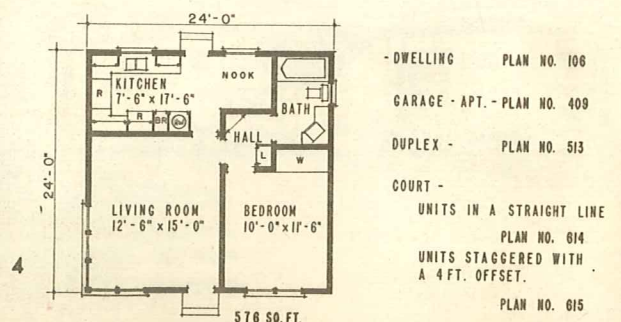 24'-0"
24'-0"
KITCHEN
7'-6" x 17'-6"
NOOK
BATH
R
R
BR
HALL
L
W
LIVING ROOM
12'-6" x 15'-0"
BEDROOM
10'-0" x 11'-6"
4
576 SQ. FT.
- DWELLING PLAN NO. 106
GARAGE - APT. - PLAN NO. 409
DUPLEX - PLAN NO. 513
COURT -
UNITS IN A STRAIGHT LINE
PLAN NO. 614
UNITS STAGGERED WITH
A 4 FT. OFFSET.
PLAN NO. 615